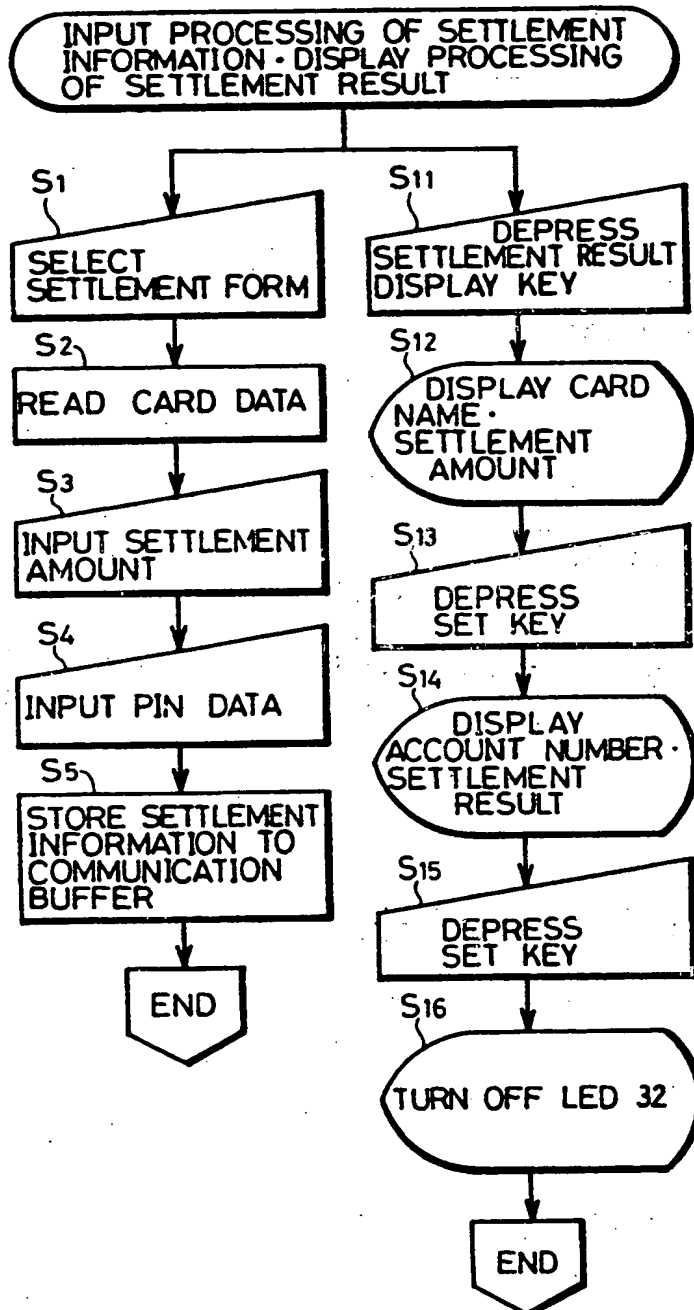 INPUT PROCESSING OF SETTLEMENT
INFORMATION · DISPLAY PROCESSING
OF SETTLEMENT RESULT
S1
SELECT
SETTLEMENT FORM
S2
READ CARD DATA
S3
INPUT SETTLEMENT
AMOUNT
S4
INPUT PIN DATA
S5
STORE SETTLEMENT
INFORMATION TO
COMMUNICATION
BUFFER
END
S11
DEPRESS
SETTLEMENT RESULT
DISPLAY KEY
S12
DISPLAY CARD
NAME ·
SETTLEMENT
AMOUNT
S13
DEPRESS
SET KEY
S14
DISPLAY
ACCOUNT NUMBER ·
SETTLEMENT
RESULT
S15
DEPRESS
SET KEY
S16
TURN OFF LED 32
END